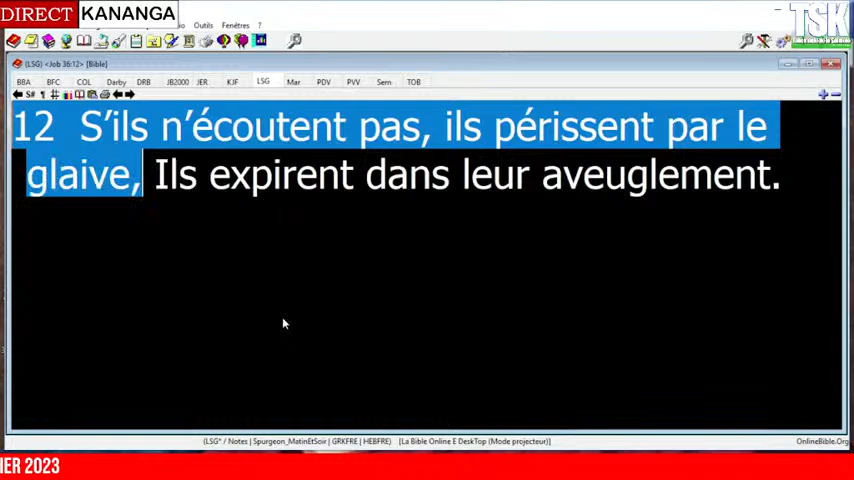 DIRECT KANANGA
Outils Fenêtres ?
TSK
(LSG) <Job 36:12> [Bible]
BBA BFC COL Darby DRB JB2000 JER KJF LSG Mar PDV PVV Sem TOB
S#
12 S’ils n’écoutent pas, ils périssent par le
glaive, Ils expirent dans leur aveuglement.
(LSG* / Notes | Spurgeon_MatinEtSoir | GRKFRE | HEBFRE | [La Bible Online E DeskTop (Mode projecteur)]
OnlineBible.Org
IER 2023